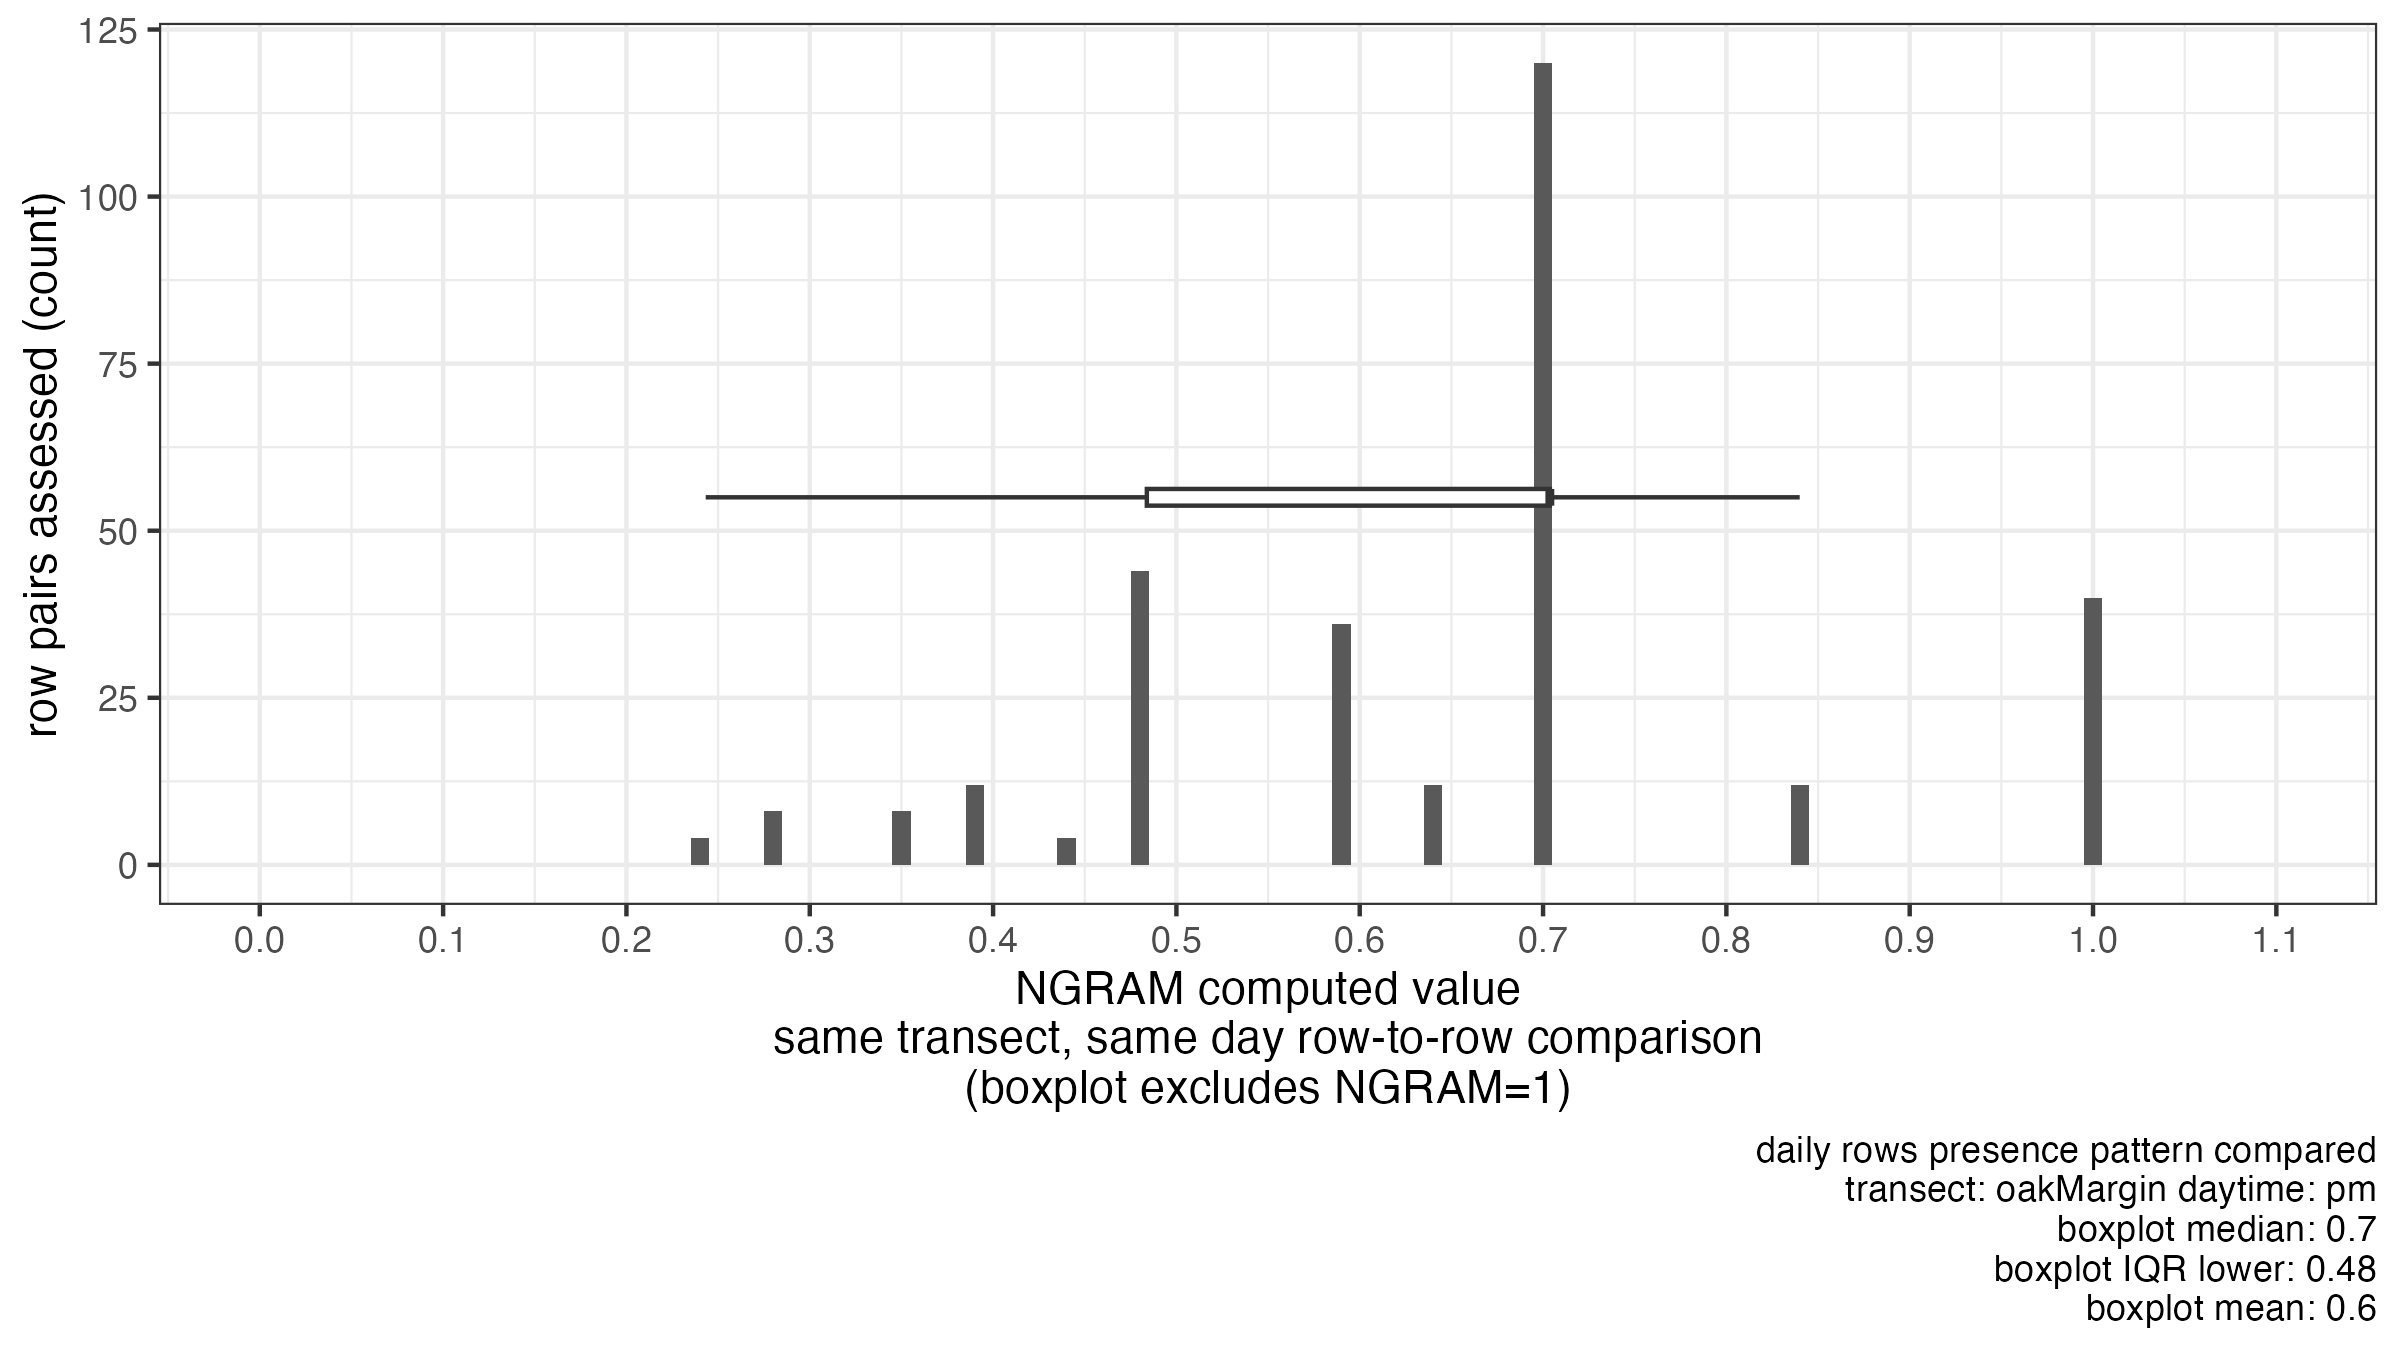 125
100
75
50
25
0
row pairs assessed (count)
0.0 0.1 0.2 0.3 0.4 0.5 0.6 0.7 0.8 0.9 1.0 1.1
NGRAM computed value
same transect, same day row-to-row comparison
(boxplot excludes NGRAM=1)
daily rows presence pattern compared
transect: oakMargin daytime: pm
boxplot median: 0.7
boxplot IQR lower: 0.48
boxplot mean: 0.6